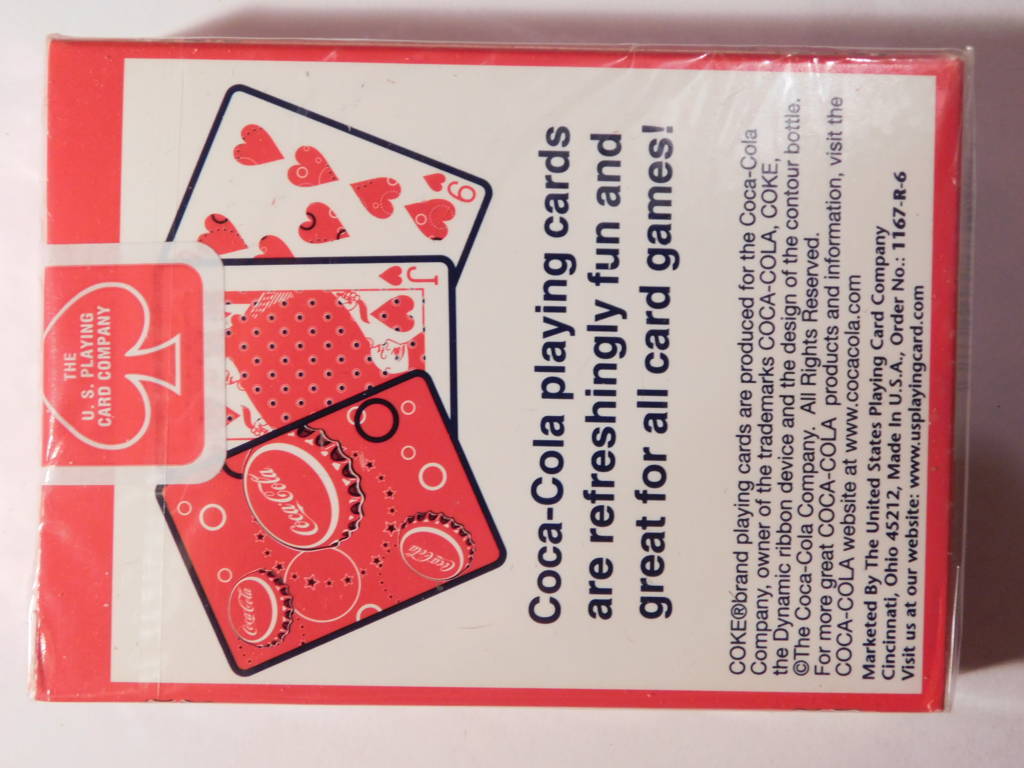 THE
U. S. PLAYING
CARD COMPANY
Coca-Cola
Coca-Cola
Coca-Cola
J
9
Coca-Cola playing cards
are refreshingly fun and
great for all card games!
COKE®brand playing cards are produced for the Coca-Cola
Company, owner of the trademarks COCA-COLA, COKE,
the Dynamic ribbon device and the design of the contour bottle.
©The Coca-Cola Company. All Rights Reserved.
For more great COCA-COLA products and information, visit the
COCA-COLA website at www.cocacola.com
Marketed By The United States Playing Card Company
Cincinnati, Ohio 45212, Made In U.S.A., Order No.: 1167-R-6
Visit us at our website: www.usplayingcard.com